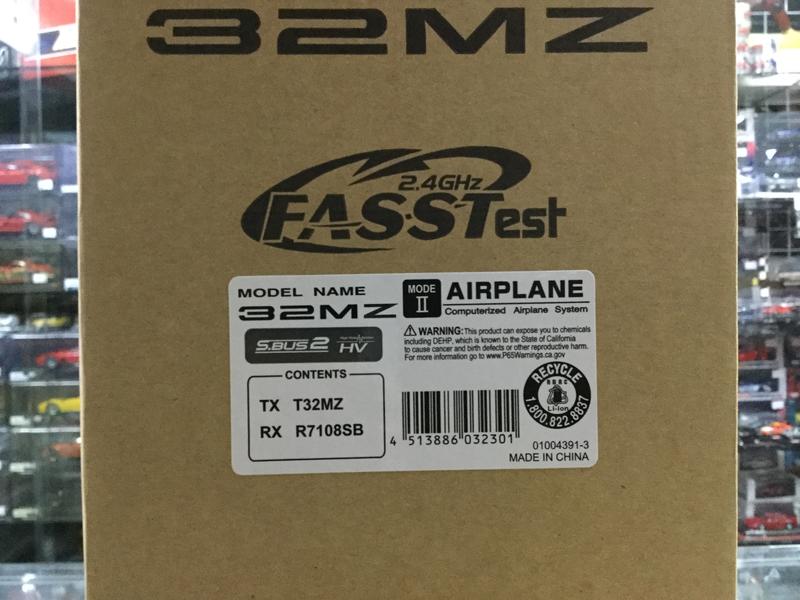 32MZ
2.4GHz
FASSTest
MODEL NAME
32MZ
MODE II
AIRPLANE
Computerized Airplane System
S.BUS2
HV
⚠ WARNING: This product can expose you to chemicals
including DEHP, which is known to the State of California
to cause cancer and birth defects or other reproductive harm.
For more information go to www.P65Warnings.ca.gov
CONTENTS
TX T32MZ
RX R7108SB
4 513886 032301
RECYCLE
RBRC
Li-ion
1.800.822.8837
01004391-3
MADE IN CHINA